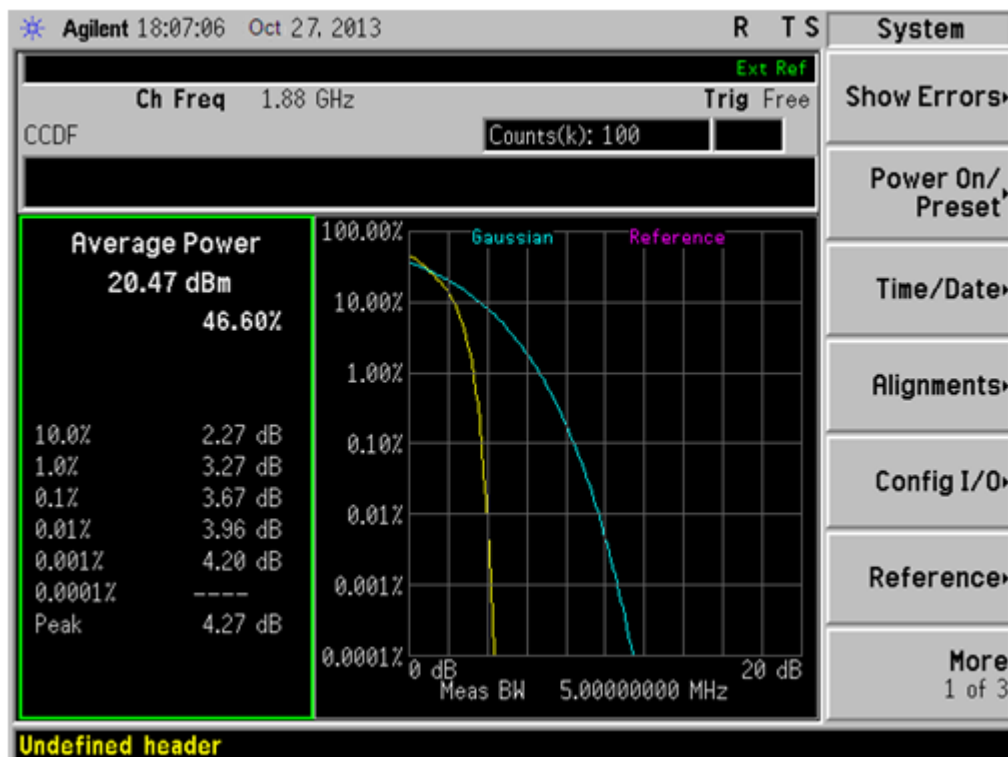 Agilent 18:07:06 Oct 27, 2013 R T S
System
Ext Ref
Ch Freq 1.88 GHz Trig Free
CCDF Counts(k): 100
Show Errors
Power On/
Preset
Time/Date
Alignments
Config I/O
Reference
More
1 of 3
Average Power
20.47 dBm
46.60%
10.0% 2.27 dB
1.0% 3.27 dB
0.1% 3.67 dB
0.01% 3.96 dB
0.001% 4.20 dB
0.0001% ----
Peak 4.27 dB
Gaussian Reference
100.00%
10.00%
1.00%
0.10%
0.01%
0.001%
0.0001%
0 dB 20 dB
Meas BW 5.00000000 MHz
Undefined header